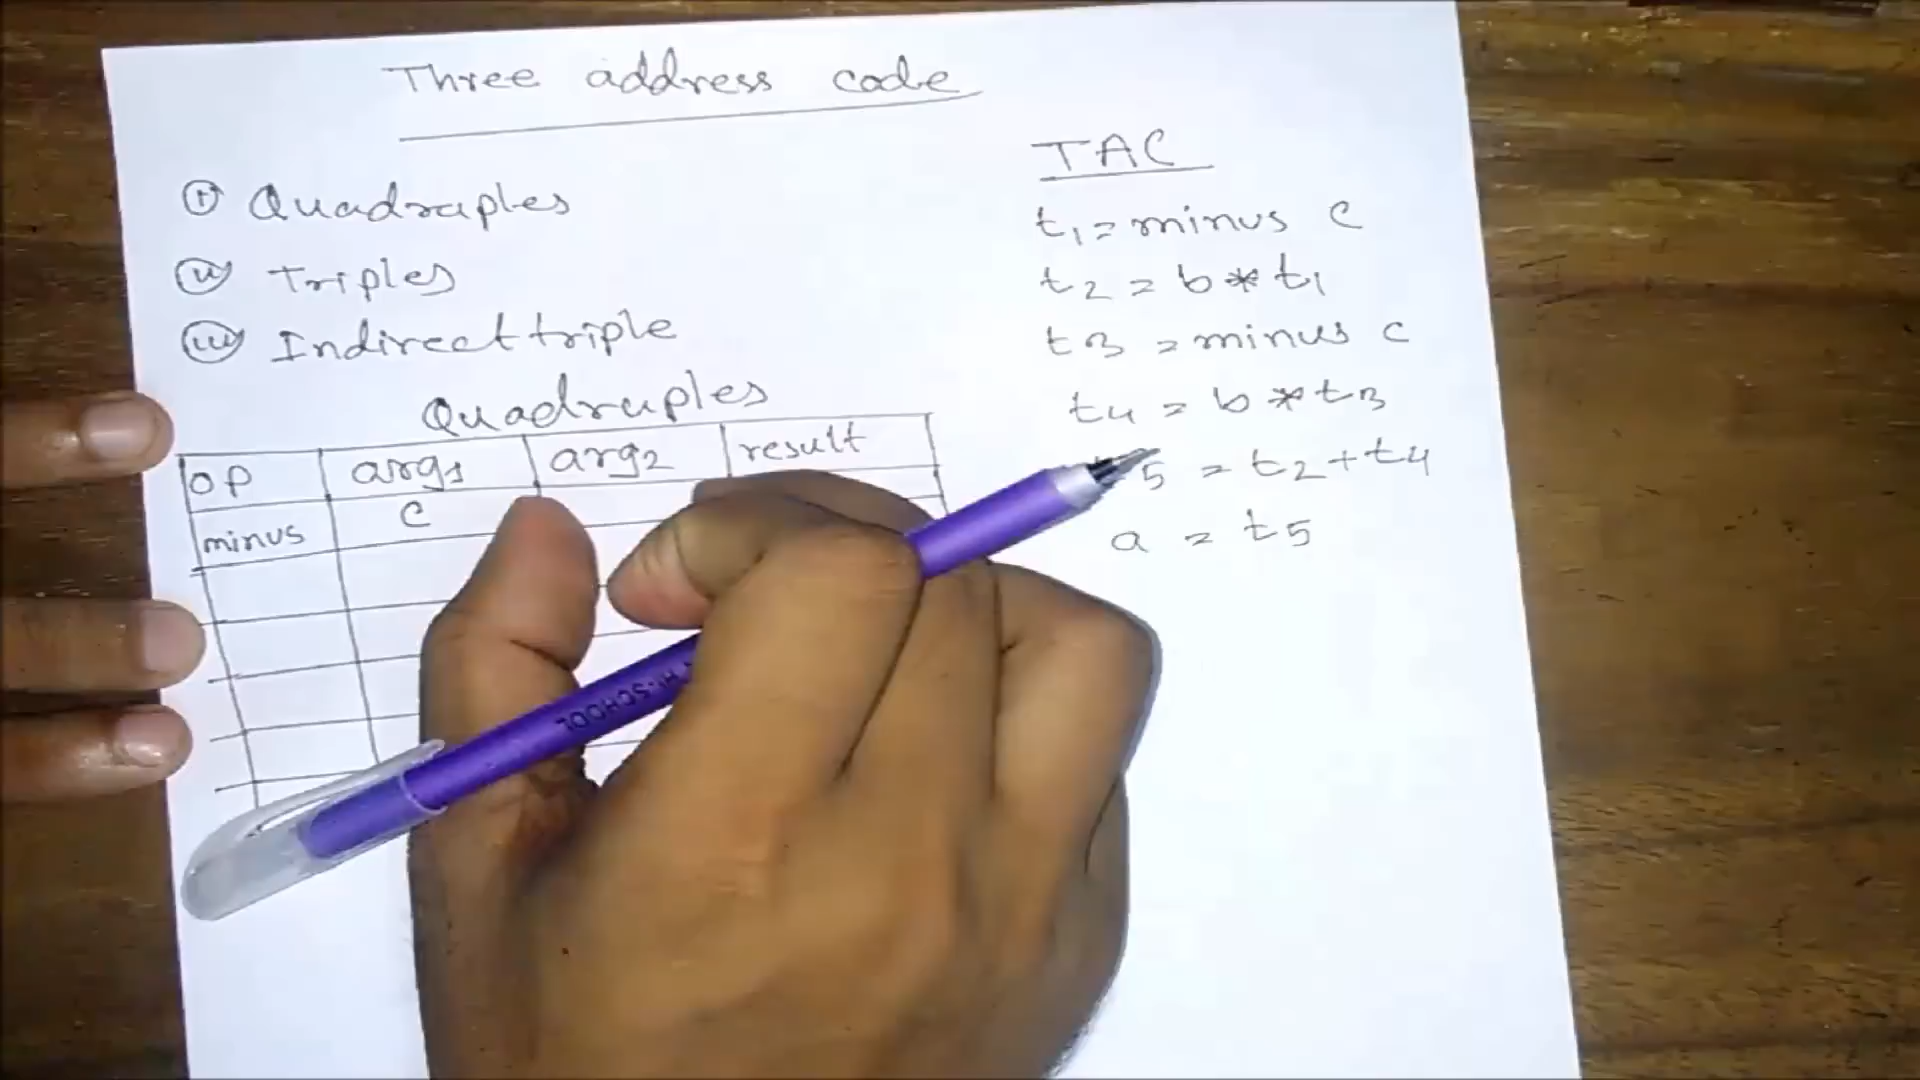 Three address code
i Quadruples
ii Triples
iii Indirect triple
TAC
t1 = minus c
t2 = b * t1
t3 = minus c
t4 = b * t3
5 = t2 + t4
a = t5
Quadruples
op arg1 arg2 result
minus c
HI-SCHOOL